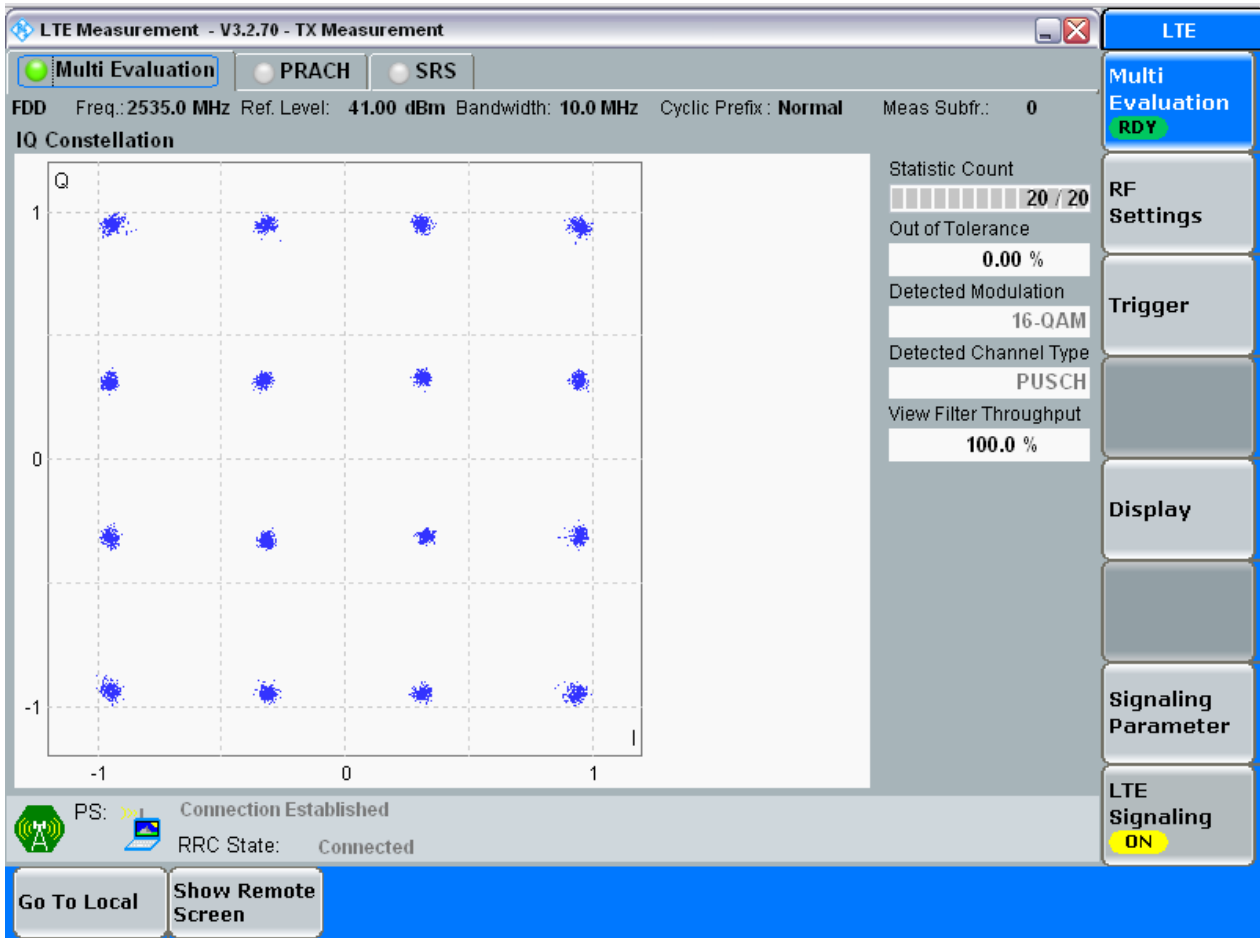 LTE Measurement - V3.2.70 - TX Measurement
LTE
Multi Evaluation PRACH SRS
FDD Freq.: 2535.0 MHz Ref. Level: 41.00 dBm Bandwidth: 10.0 MHz Cyclic Prefix : Normal Meas Subfr.: 0
IQ Constellation
Q
1
0
-1
I
-1 0 1
Statistic Count
20 / 20
Out of Tolerance
0.00 %
Detected Modulation
16-QAM
Detected Channel Type
PUSCH
View Filter Throughput
100.0 %
Multi
Evaluation
RDY
RF
Settings
Trigger
Display
Signaling
Parameter
LTE
Signaling
ON
PS: Connection Established
RRC State: Connected
Go To Local
Show Remote
Screen